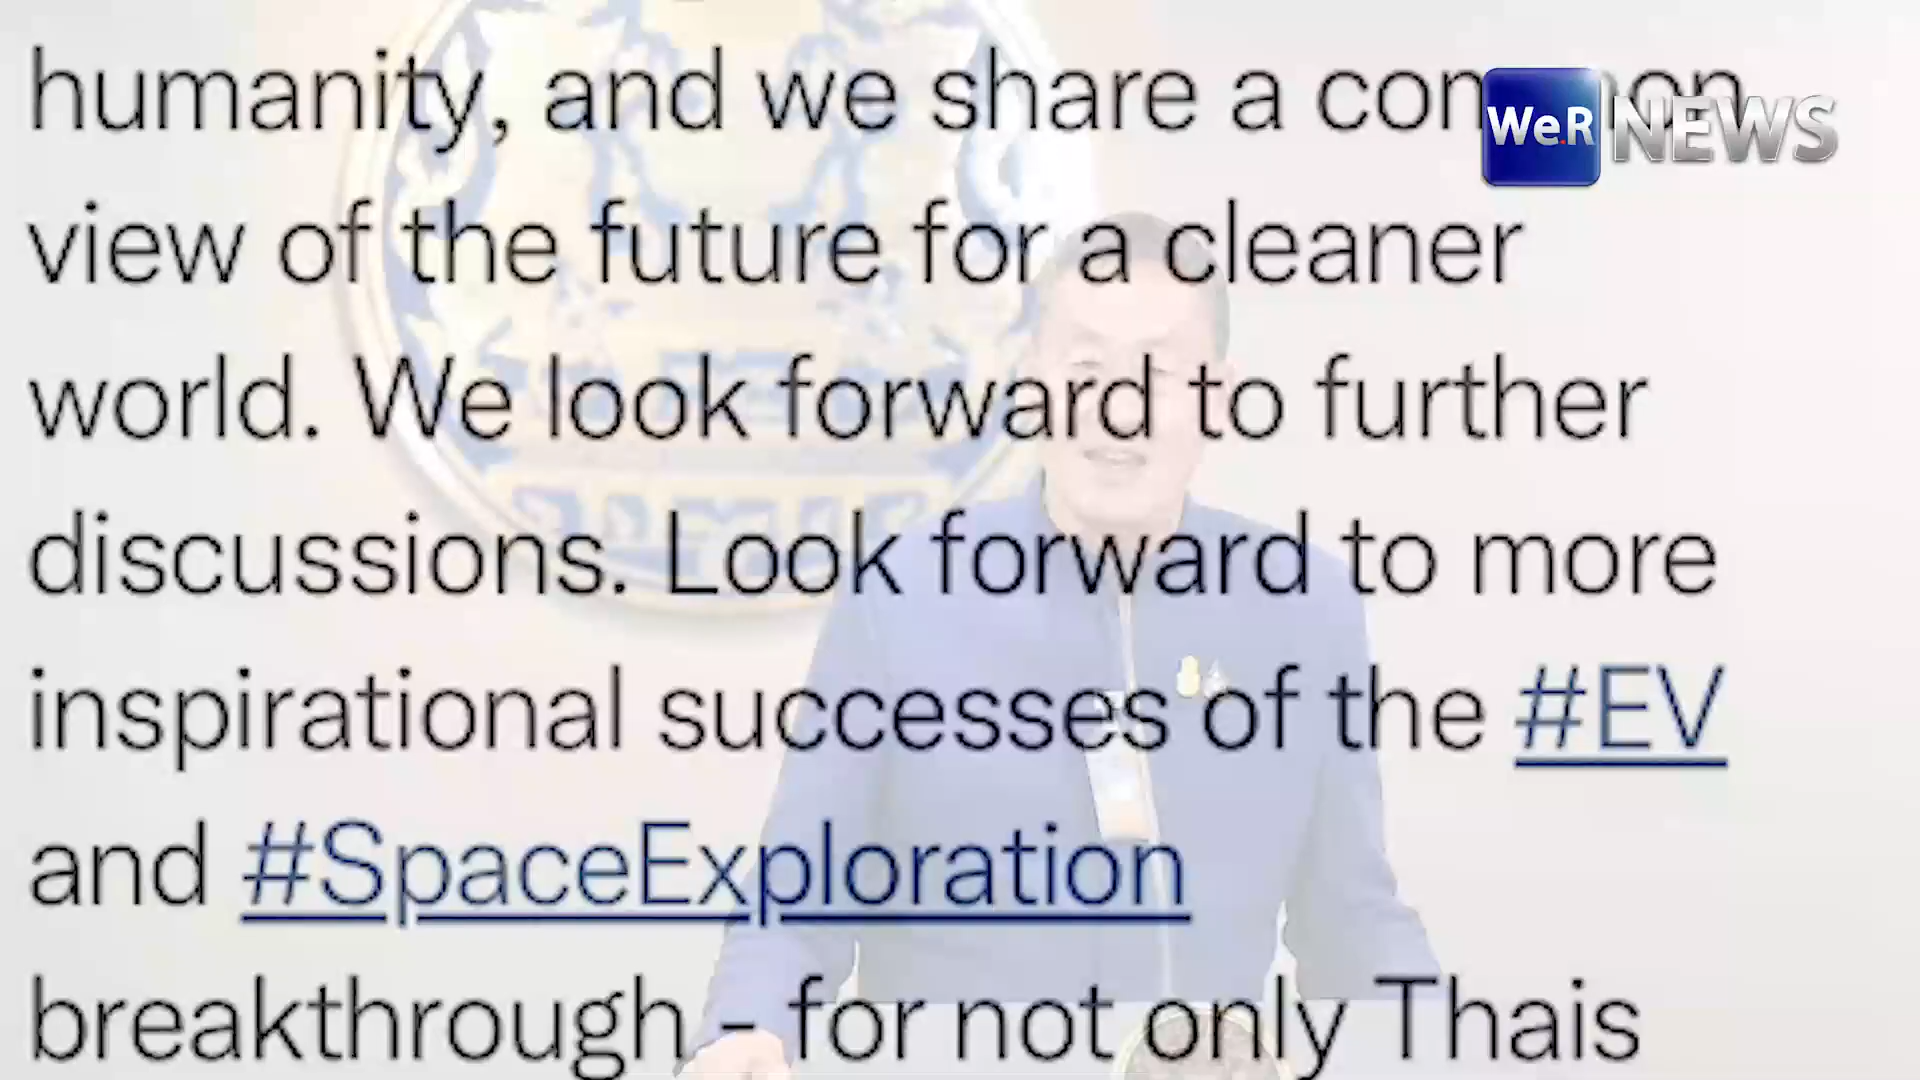 humanity, and we share a common
WeR NEWS
view of the future for a cleaner
world. We look forward to further
discussions. Look forward to more
inspirational successes of the #EV
and #SpaceExploration
breakthrough - for not only Thais